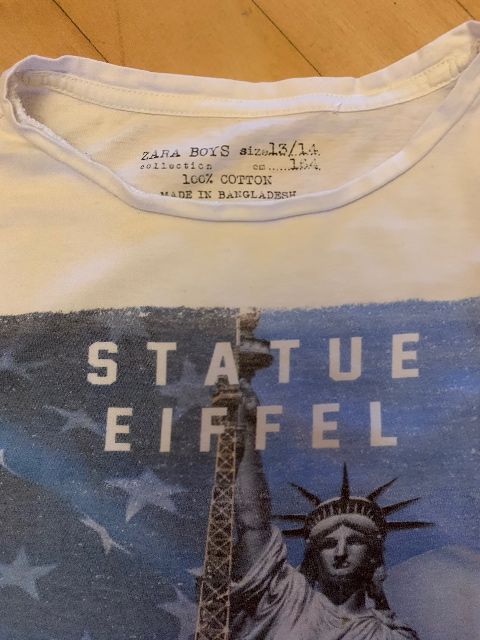 ZARA BOYS size13/14
collection cm......164
100% COTTON
MADE IN BANGLADESH
STATUE
EIFFEL